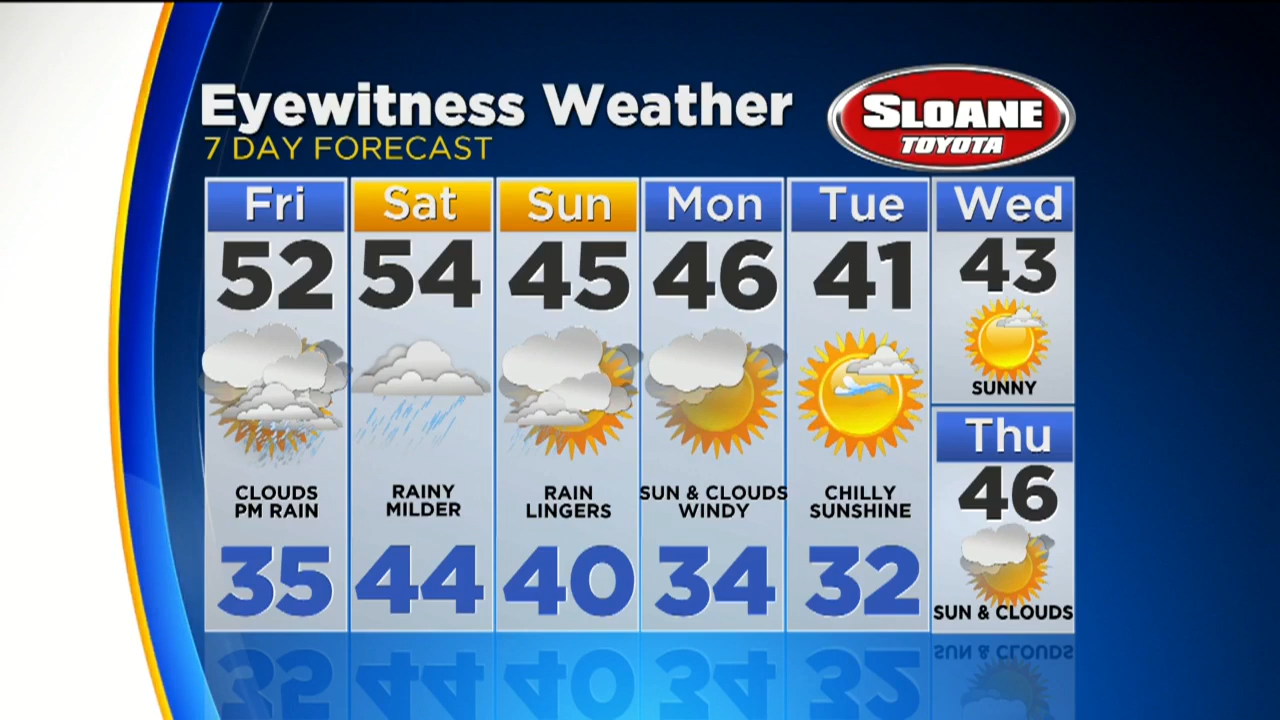 Eyewitness Weather
7 DAY FORECAST
SLOANE
TOYOTA
Fri
52
CLOUDS
PM RAIN
35
Sat
54
RAINY
MILDER
44
Sun
45
RAIN
LINGERS
40
Mon
46
SUN & CLOUDS
WINDY
34
Tue
41
CHILLY
SUNSHINE
32
Wed
43
SUNNY
Thu
46
SUN & CLOUDS